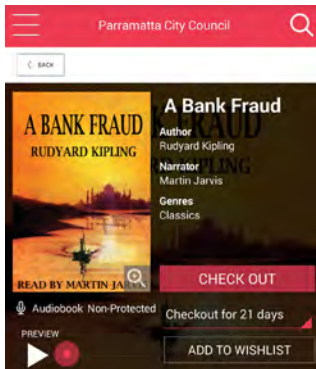 Parramatta City Council
BACK
A BANK FRAUD
RUDYARD KIPLING
READ BY MARTIN JA
A Bank Fraud
Author
Rudyard Kipling
Narrator
Martin Jarvis
Genres
Classics
Audiobook Non-Protected
PREVIEW
CHECK OUT
Checkout for 21 days
ADD TO WISHLIST